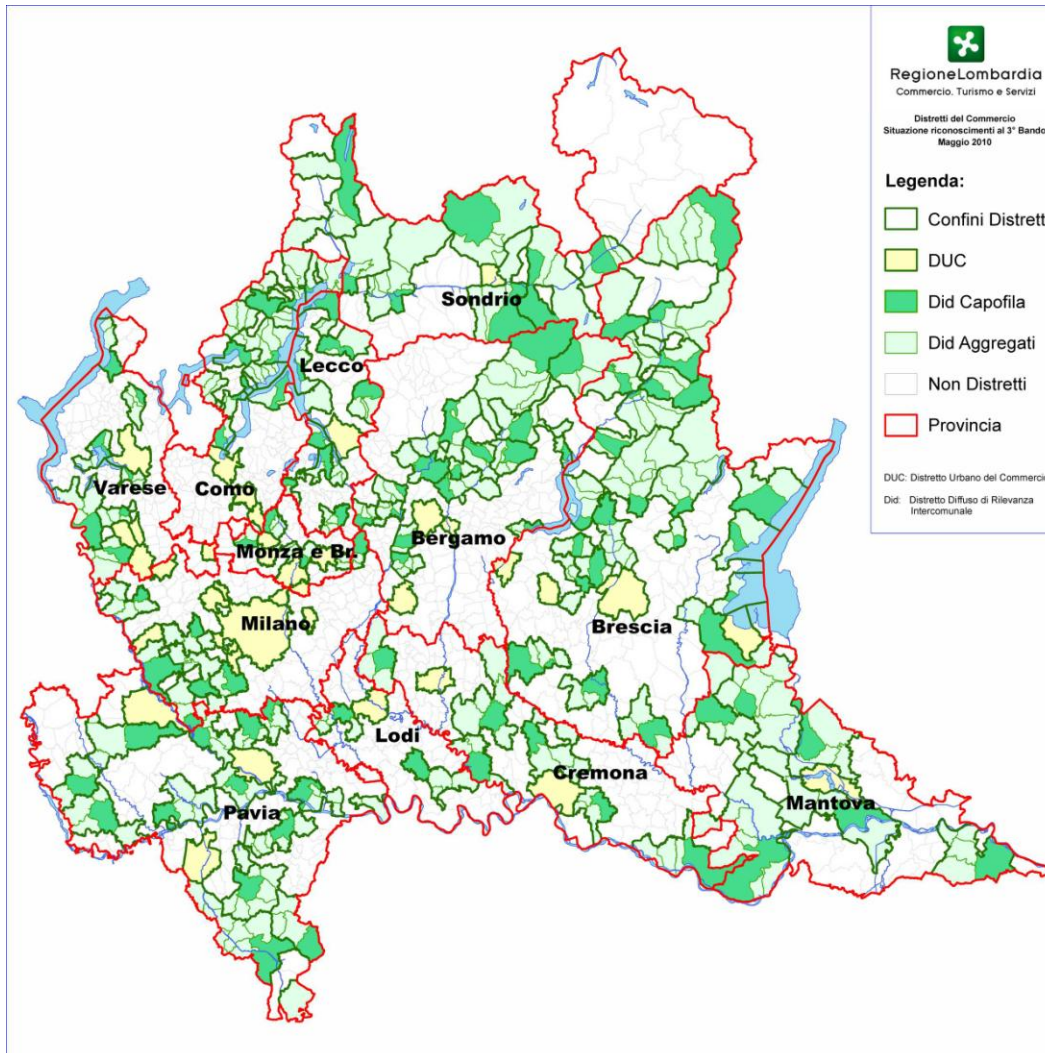 RegioneLombardia
Commercio. Turismo e Servizi
Distretti del Commercio
Situazione riconoscimenti al 3° Bando
Maggio 2010
Legenda:
Confini Distrett
DUC
Did Capofila
Did Aggregati
Non Distretti
Provincia
DUC: Distretto Urbano del Commercio
Did: Distretto Diffuso di Rilevanza
Intercomunale
Sondrio
Lecco
Varese
Como
Monza e Br.
Bergamo
Milano
Brescia
Lodi
Cremona
Pavia
Mantova